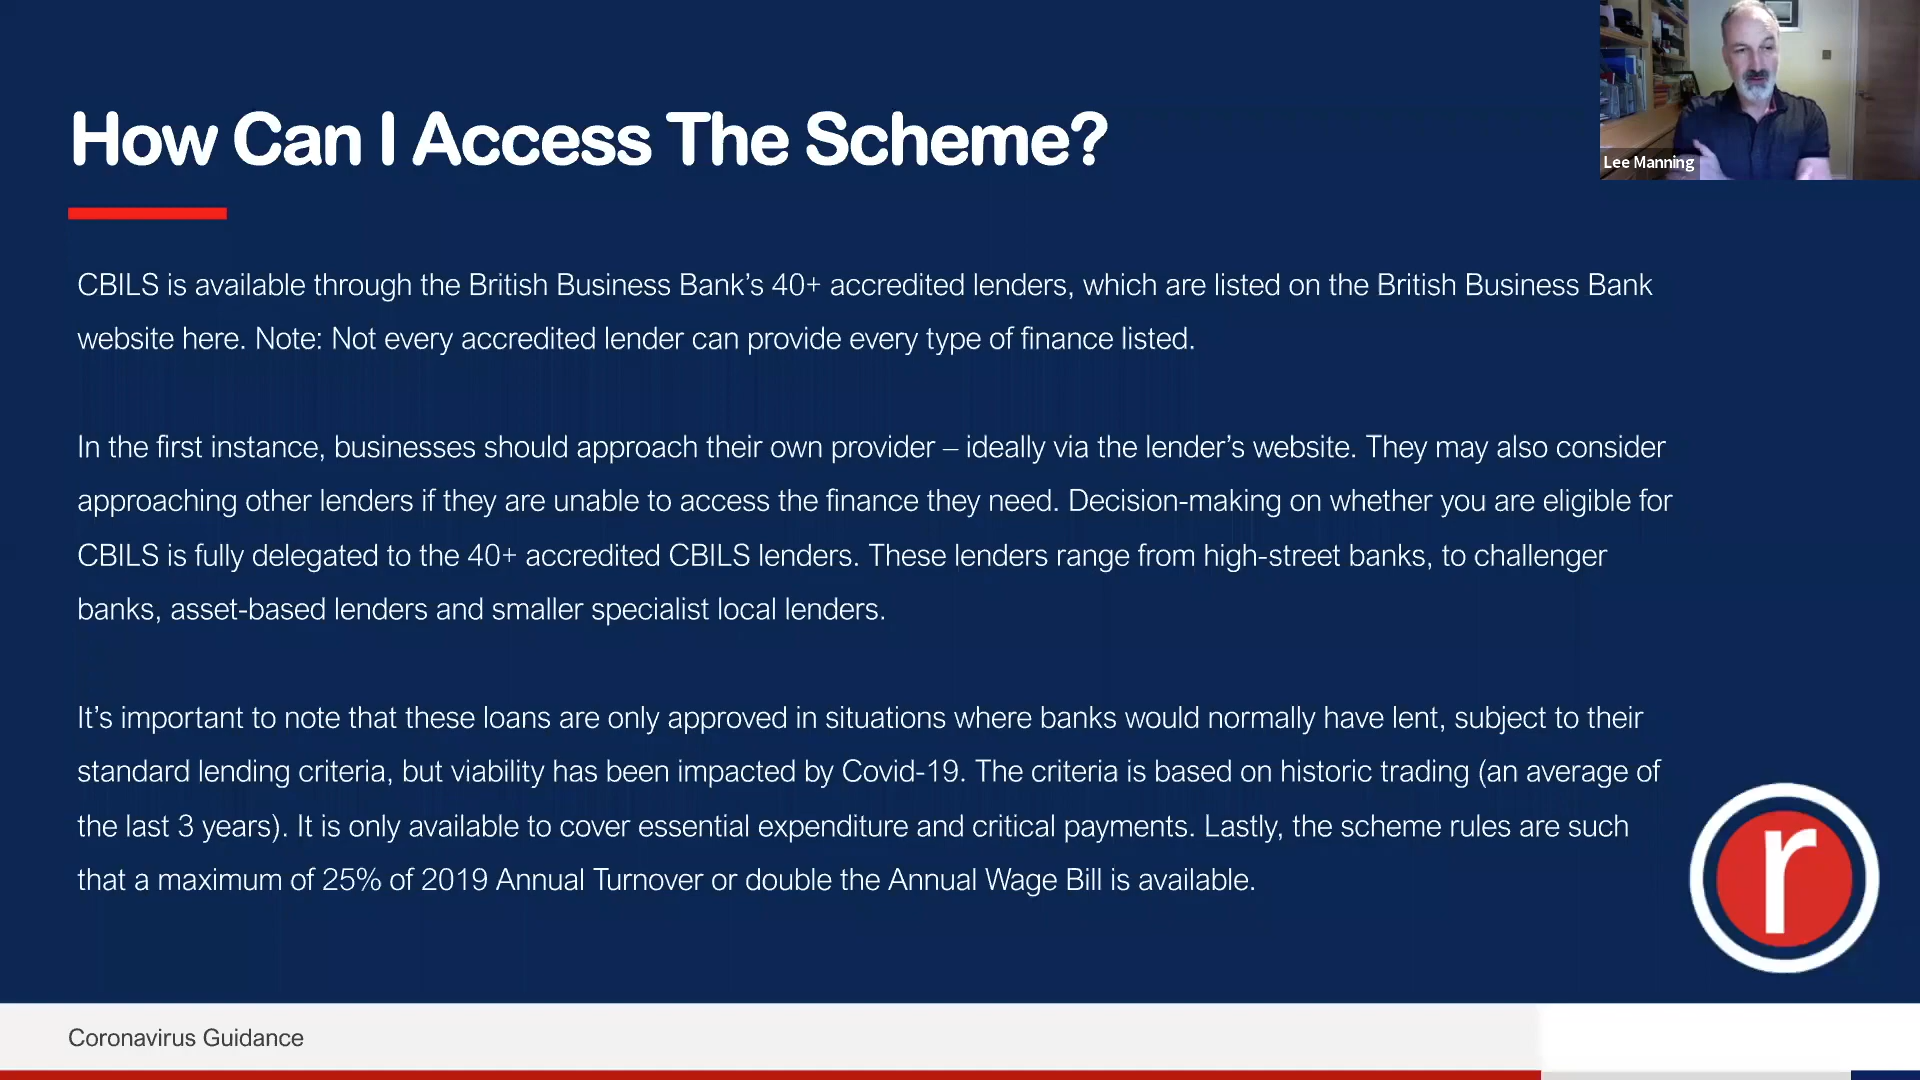 How Can I Access The Scheme?
Lee Manning
CBILS is available through the British Business Bank’s 40+ accredited lenders, which are listed on the British Business Bank
website here. Note: Not every accredited lender can provide every type of finance listed.
In the first instance, businesses should approach their own provider – ideally via the lender’s website. They may also consider
approaching other lenders if they are unable to access the finance they need. Decision-making on whether you are eligible for
CBILS is fully delegated to the 40+ accredited CBILS lenders. These lenders range from high-street banks, to challenger
banks, asset-based lenders and smaller specialist local lenders.
It’s important to note that these loans are only approved in situations where banks would normally have lent, subject to their
standard lending criteria, but viability has been impacted by Covid-19. The criteria is based on historic trading (an average of
the last 3 years). It is only available to cover essential expenditure and critical payments. Lastly, the scheme rules are such
that a maximum of 25% of 2019 Annual Turnover or double the Annual Wage Bill is available.
r
Coronavirus Guidance